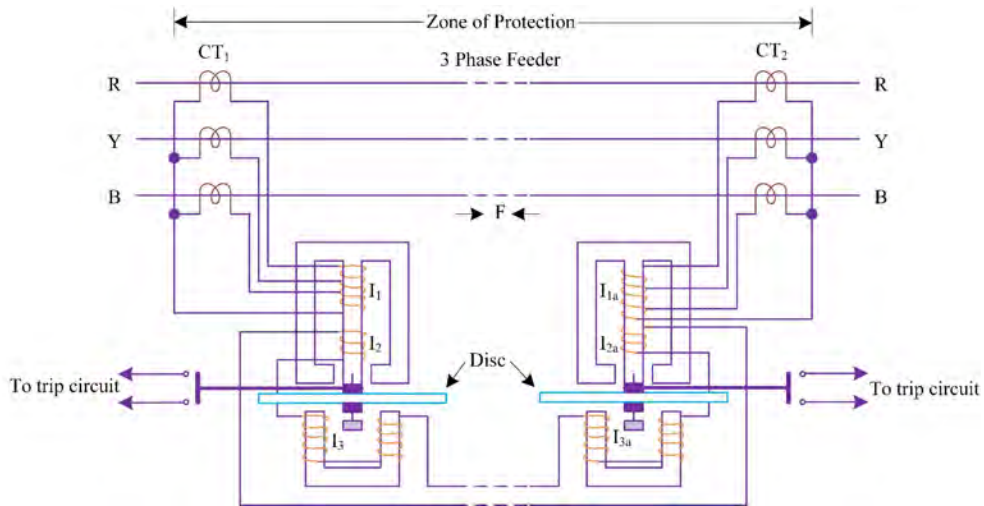 Zone of Protection
CT₁
3 Phase Feeder
CT₂
R
R
Y
Y
B
B
F
I₁
I₁ₐ
I₂
I₂ₐ
Disc
To trip circuit
To trip circuit
I₃
I₃ₐ